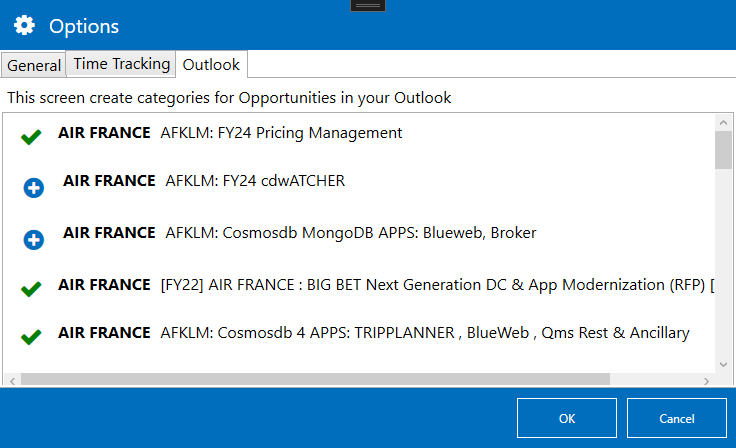 Options
General Time Tracking Outlook
This screen create categories for Opportunities in your Outlook
AIR FRANCE AFKLM: FY24 Pricing Management
AIR FRANCE AFKLM: FY24 cdwATCHER
AIR FRANCE AFKLM: Cosmosdb MongoDB APPS: Blueweb, Broker
AIR FRANCE [FY22] AIR FRANCE : BIG BET Next Generation DC & App Modernization (RFP) [
AIR FRANCE AFKLM: Cosmosdb 4 APPS: TRIPPLANNER , BlueWeb , Qms Rest & Ancillary
OK Cancel